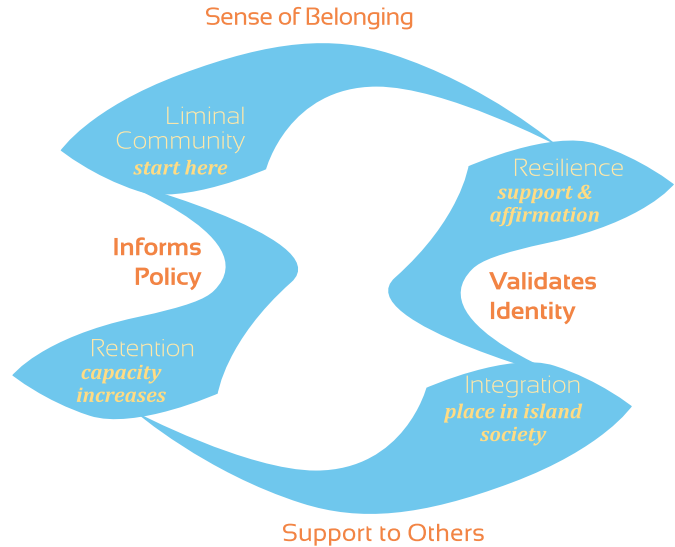 Sense of Belonging
Liminal
Community
start here
Resilience
support &
affirmation
Informs
Policy
Validates
Identity
Retention
capacity
increases
Integration
place in island
society
Support to Others